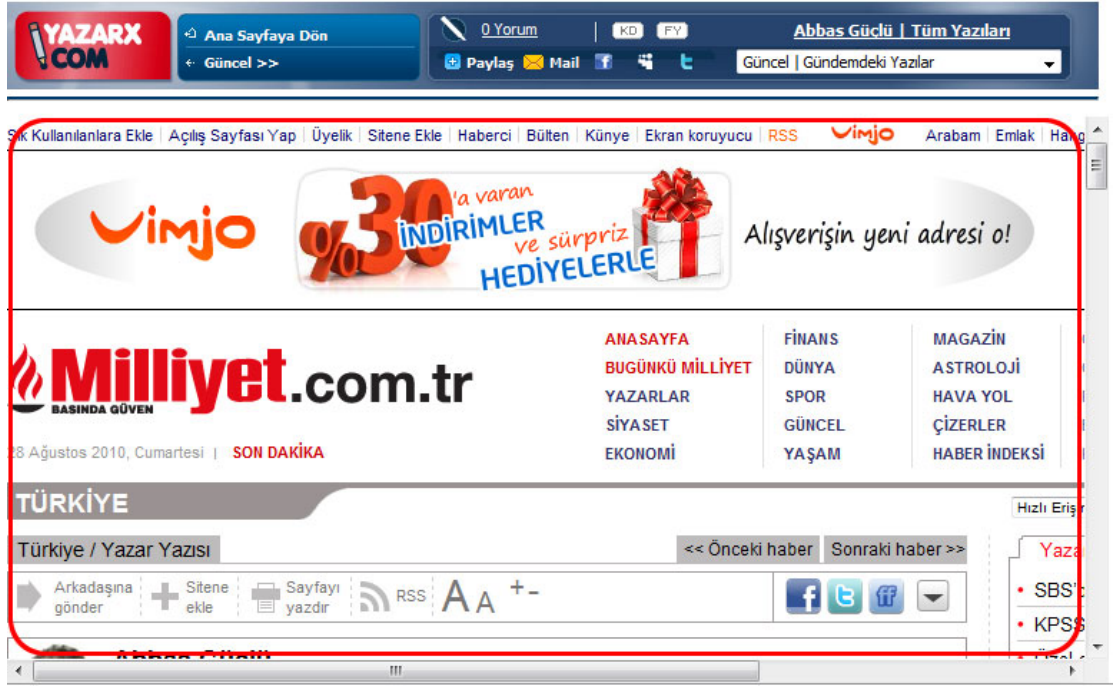 YAZARX
COM
Ana Sayfaya Dön
Güncel >>
0 Yorum | KD FY
Paylaş Mail
Abbas Güçlü | Tüm Yazıları
Güncel | Gündemdeki Yazılar
Sık Kullanılanlara Ekle | Açılış Sayfası Yap | Üyelik | Sitene Ekle | Haberci | Bülten | Künye | Ekran koruyucu | RSS vimjo Arabam | Emlak |
vimjo
%30'a varan
İNDİRİMLER
ve sürpriz
HEDİYELERLE
Alışverişin yeni adresi o!
Milliyet.com.tr
BASINDA GÜVEN
28 Ağustos 2010, Cumartesi | SON DAKİKA
ANASAYFA
BUGÜNKÜ MİLLİYET
YAZARLAR
SİYASET
EKONOMİ
FİNANS
DÜNYA
SPOR
GÜNCEL
YAŞAM
MAGAZİN
ASTROLOJİ
HAVA YOL
ÇİZERLER
HABER İNDEKSİ
TÜRKİYE
Hızlı
Türkiye / Yazar Yazısı
<< Önceki haber Sonraki haber >>
Arkadaşına
gönder
Sitene
ekle
Sayfayı
yazdır
RSS
A A + -
Abbas Güçlü
KPSS